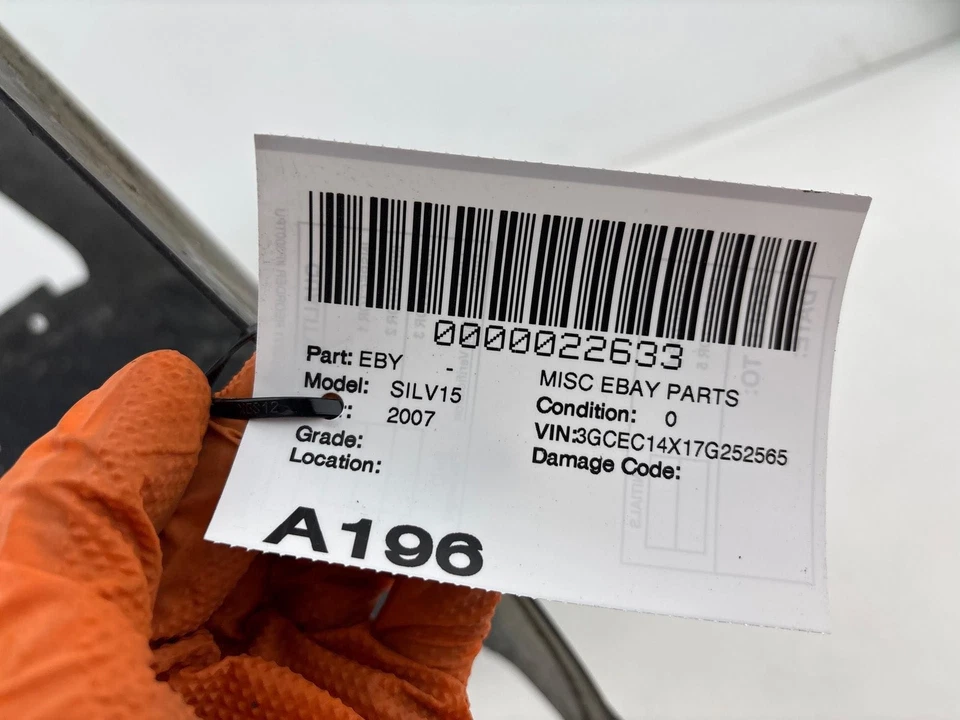 0000022633
Part: EBY -
MISC EBAY PARTS
Model: SILV15
Condition: 0
: 2007
VIN:3GCEC14X17G252565
Grade:
Damage Code:
Location:
A196